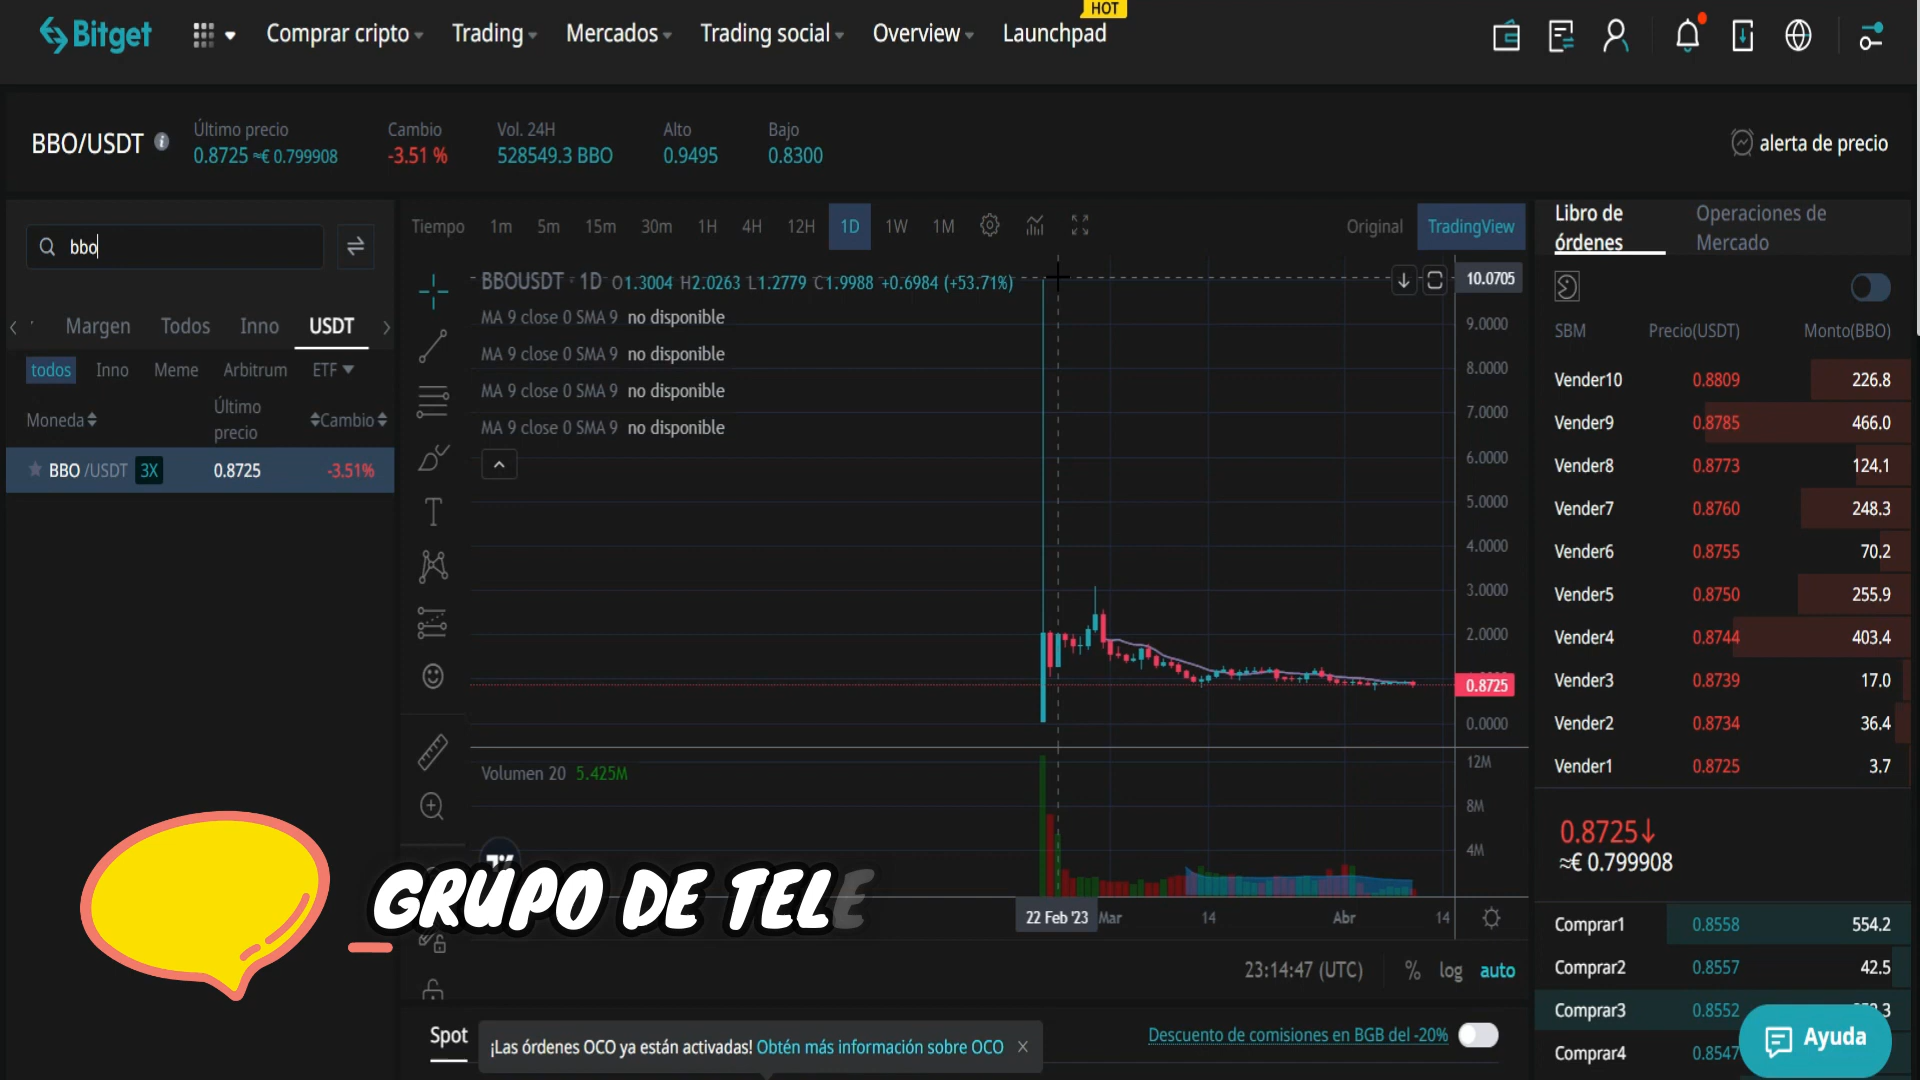 Bitget
Comprar cripto
Trading
Mercados
Trading social
Overview
Launchpad
HOT
BBO/USDT
Último precio
0.8725 ≈€ 0.799908
Cambio
-3.51 %
Vol. 24H
528549.3 BBO
Alto
0.9495
Bajo
0.8300
alerta de precio
bbo
Margen Todos Inno USDT
todos Inno Meme Arbitrum ETF
Moneda
Último precio
Cambio
BBO /USDT 3X 0.8725 -3.51%
Tiempo 1m 5m 15m 30m 1H 4H 12H 1D 1W 1M
Original TradingView
BBOUSDT · 1D O1.3004 H2.0263 L1.2779 C1.9988 +0.6984 (+53.71%)
MA 9 close 0 SMA 9 no disponible
MA 9 close 0 SMA 9 no disponible
MA 9 close 0 SMA 9 no disponible
MA 9 close 0 SMA 9 no disponible
10.0705
9.0000
8.0000
7.0000
6.0000
5.0000
4.0000
3.0000
2.0000
0.8725
0.0000
Volumen 20 5.425M
12M
8M
4M
22 Feb '23 Mar 14 Abr 14
23:14:47 (UTC) % log auto
GRUPO DE TELE
Spot
¡Las órdenes OCO ya están activadas! Obtén más información sobre OCO
Descuento de comisiones en BGB del -20%
Libro de órdenes
Operaciones de Mercado
SBM Precio(USDT) Monto(BBO)
Vender10 0.8809 226.8
Vender9 0.8785 466.0
Vender8 0.8773 124.1
Vender7 0.8760 248.3
Vender6 0.8755 70.2
Vender5 0.8750 255.9
Vender4 0.8744 403.4
Vender3 0.8739 17.0
Vender2 0.8734 36.4
Vender1 0.8725 3.7
0.8725↓
≈€ 0.799908
Comprar1 0.8558 554.2
Comprar2 0.8557 42.5
Comprar3 0.8552
Comprar4 0.8547
Ayuda